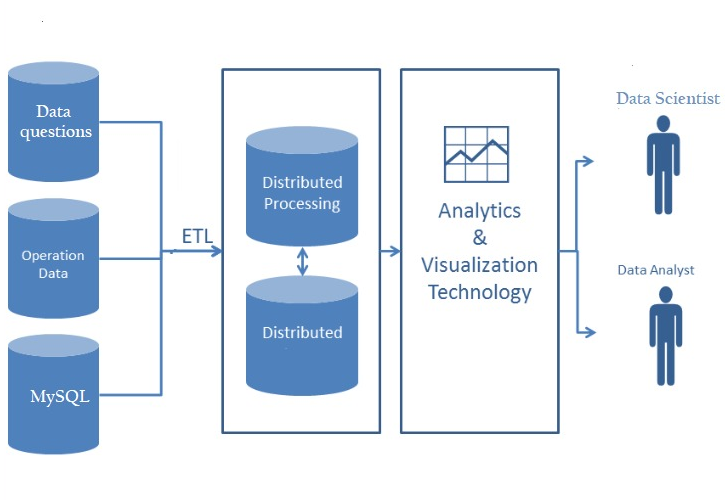 Data
questions
Operation
Data
MySQL
ETL
Distributed
Processing
Distributed
Analytics
&
Visualization
Technology
Data Scientist
Data Analyst